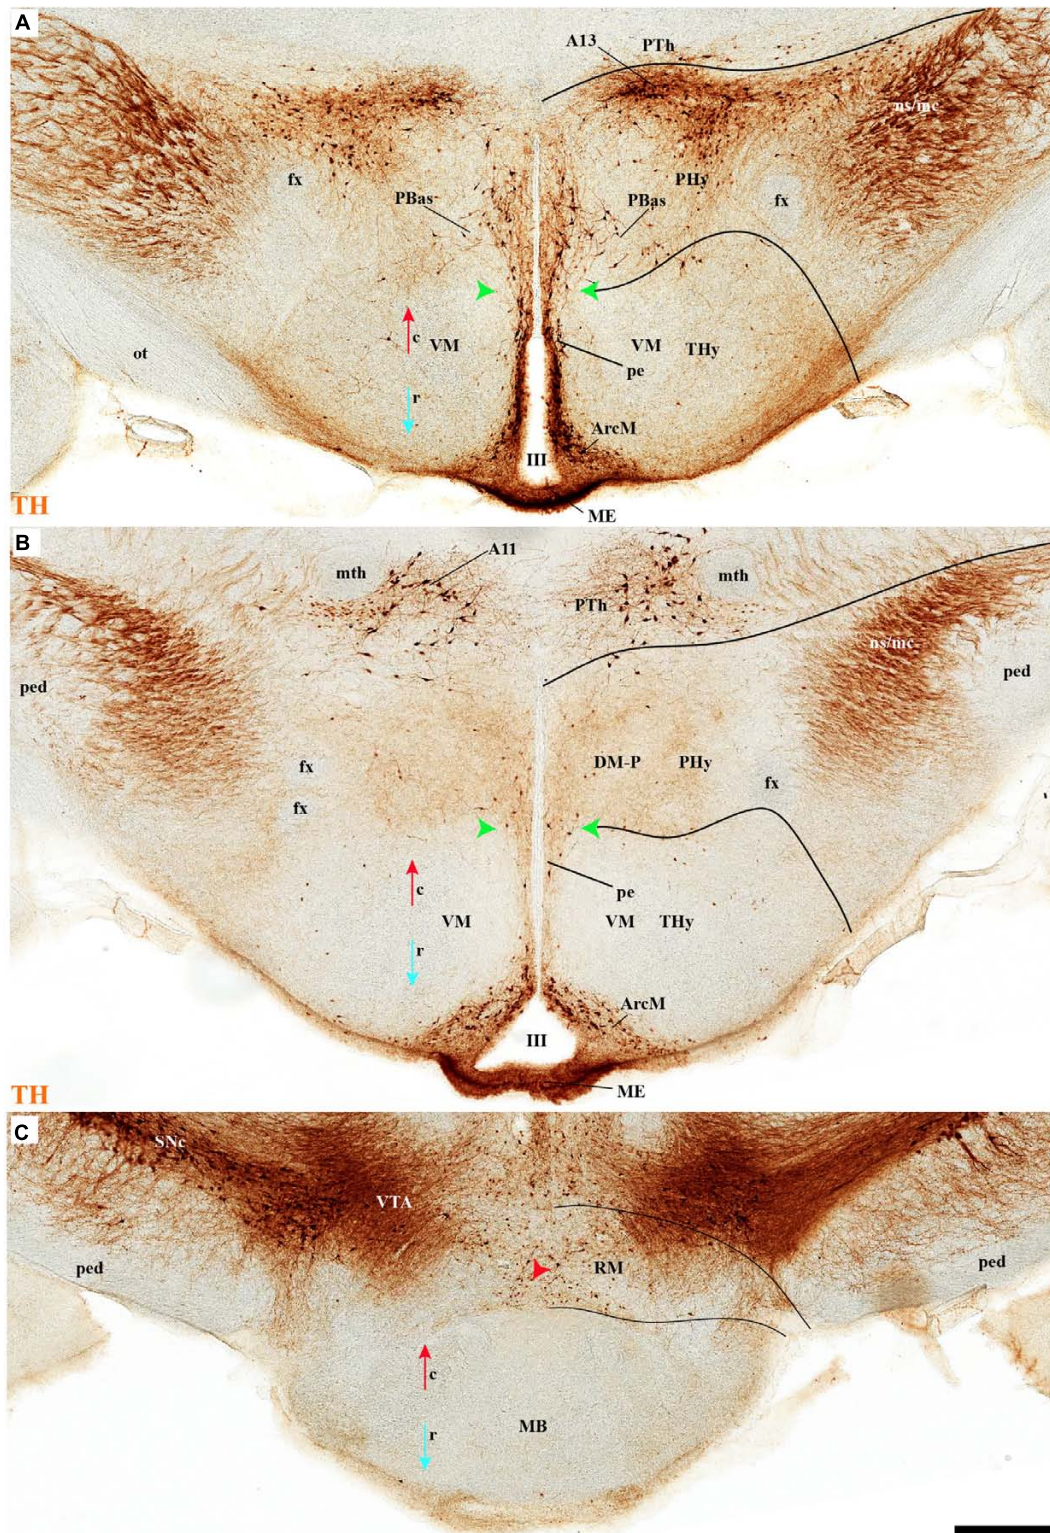 A
A13
PTh
ns/mc
fx
PHy
fx
PBas
PBas
c
VM
VM
THy
ot
pe
r
ArcM
III
TH
ME
B
A11
mth
mth
PTh
ns/mc
ped
ped
DM-P
PHy
fx
fx
fx
c
pe
VM
VM
THy
r
ArcM
III
TH
ME
C
SNc
VTA
ped
RM
ped
c
MB
r